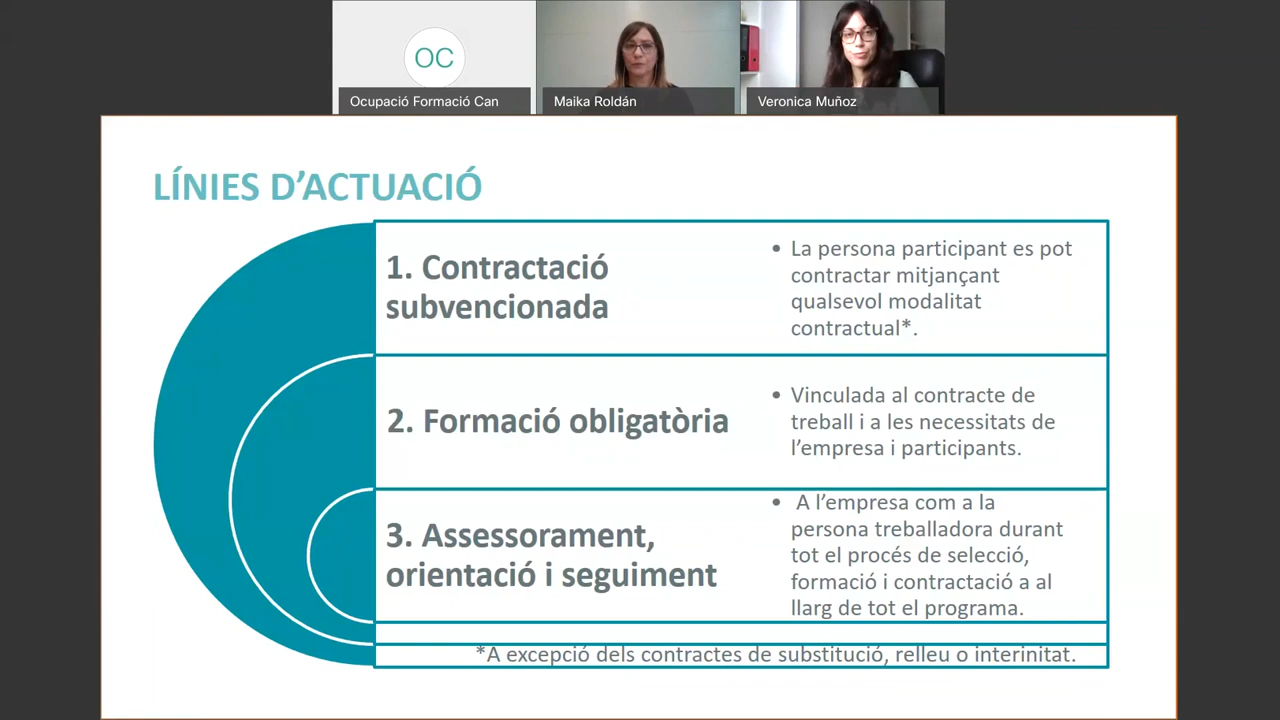 OC
Ocupació Formació Can
Maika Roldán
Veronica Muñoz
LÍNIES D’ACTUACIÓ
1. Contractació
subvencionada
• La persona participant es pot
contractar mitjançant
qualsevol modalitat
contractual*.
2. Formació obligatòria
• Vinculada al contracte de
treball i a les necessitats de
l’empresa i participants.
3. Assessorament,
orientació i seguiment
• A l’empresa com a la
persona treballadora durant
tot el procés de selecció,
formació i contractació a al
llarg de tot el programa.
*A excepció dels contractes de substitució, relleu o interinitat.